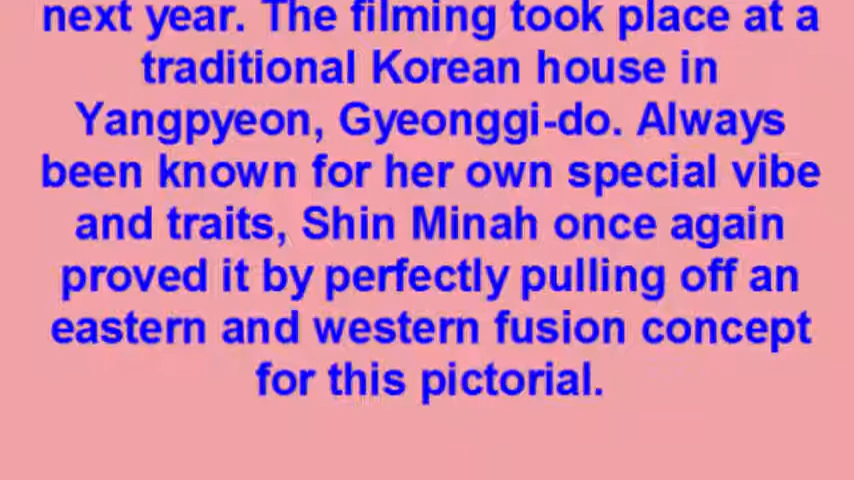 next year. The filming took place at a
traditional Korean house in
Yangpyeon, Gyeonggi-do. Always
been known for her own special vibe
and traits, Shin Minah once again
proved it by perfectly pulling off an
eastern and western fusion concept
for this pictorial.